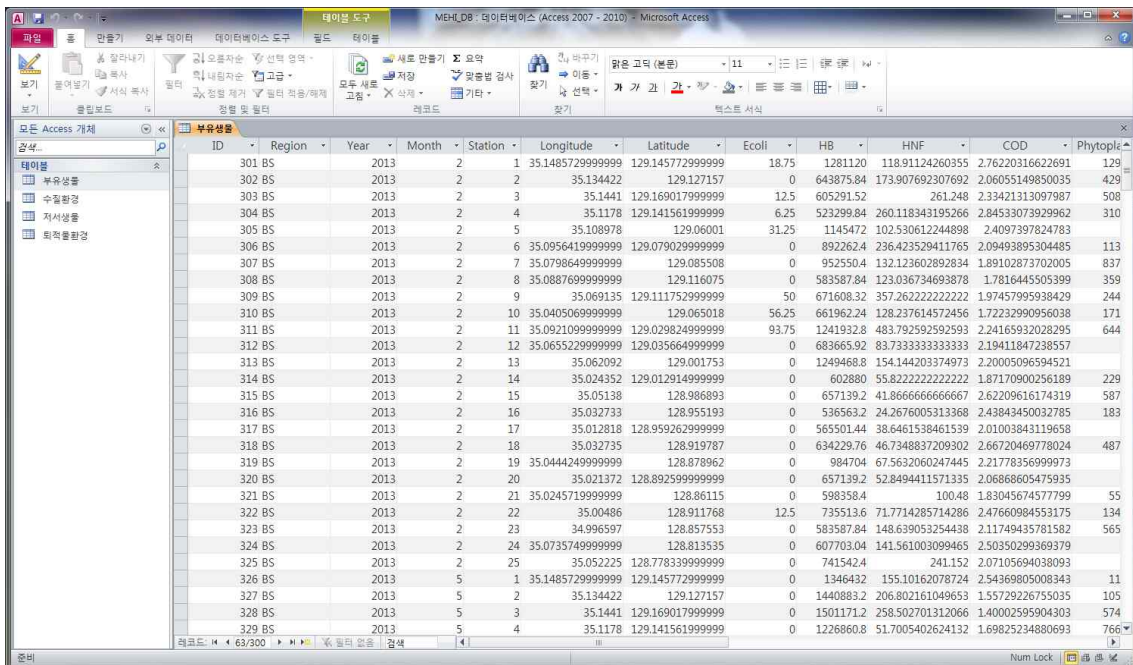 테이블 도구 MEHI_DB : 데이터베이스 (Access 2007 - 2010) - Microsoft Access
파일 홈 만들기 외부 데이터 데이터베이스 도구 필드 테이블
보기 붙여넣기 잘라내기 복사 서식 복사
필터 오름차순 내림차순 정렬 제거 선택 영역 고급 필터 적용/해제
모두 새로 고침 새로 만들기 저장 삭제 요약 맞춤법 검사 기타
찾기 바꾸기 이동 선택
맑은 고딕 (본문) 11
보기 클립보드 정렬 및 필터 레코드 찾기 텍스트 서식
모든 Access 개체
검색...
테이블
부유생물
수질환경
저서생물
퇴적물환경
부유생물
ID Region Year Month Station Longitude Latitude Ecoli HB HNF COD Phytopla
301 BS 2013 2 1 35.1485729999999 129.145772999999 18.75 1281120 118.91124260355 2.76220316622691 129
302 BS 2013 2 2 35.134422 129.127157 0 643875.84 173.907692307692 2.06055149850035 429
303 BS 2013 2 3 35.1441 129.169017999999 12.5 605291.52 261.248 2.33421313097987 508
304 BS 2013 2 4 35.1178 129.141561999999 6.25 523299.84 260.118343195266 2.84533073929962 310
305 BS 2013 2 5 35.108978 129.06001 31.25 1145472 102.530612244898 2.4097397824783
306 BS 2013 2 6 35.0956419999999 129.079029999999 0 892262.4 236.423529411765 2.09493895304485 113
307 BS 2013 2 7 35.0798649999999 129.085508 0 952550.4 132.123602892834 1.89102873702005 837
308 BS 2013 2 8 35.0887699999999 129.116075 0 583587.84 123.036734693878 1.7816445505399 359
309 BS 2013 2 9 35.069135 129.111752999999 50 671608.32 357.262222222222 1.97457995938429 244
310 BS 2013 2 10 35.0405069999999 129.065018 56.25 661962.24 128.237614572456 1.72232990956038 171
311 BS 2013 2 11 35.0921099999999 129.029824999999 93.75 1241932.8 483.792592592593 2.24165932028295 644
312 BS 2013 2 12 35.0655229999999 129.035664999999 0 683665.92 83.7333333333333 2.19411847238557
313 BS 2013 2 13 35.062092 129.001753 0 1249468.8 154.144203374973 2.20005096594521
314 BS 2013 2 14 35.024352 129.012914999999 0 602880 55.8222222222222 1.87170900256189 229
315 BS 2013 2 15 35.05138 128.986893 0 657139.2 41.8666666666667 2.62209616174319 587
316 BS 2013 2 16 35.032733 128.955193 0 536563.2 24.2676005313368 2.43843450032785 183
317 BS 2013 2 17 35.012818 128.959262999999 0 565501.44 38.6461538461539 2.01003843119658
318 BS 2013 2 18 35.032735 128.919787 0 634229.76 46.7348837209302 2.66720469778024 487
319 BS 2013 2 19 35.0444249999999 128.878962 0 984704 67.5632060247445 2.21778356999973
320 BS 2013 2 20 35.021372 128.892599999999 0 657139.2 52.8494411571335 2.06868605475935
321 BS 2013 2 21 35.0245719999999 128.86115 0 598358.4 100.48 1.83045674577799 55
322 BS 2013 2 22 35.00486 128.911768 12.5 735513.6 71.7714285714286 2.47660984553175 134
323 BS 2013 2 23 34.996597 128.857553 0 583587.84 148.639053254438 2.11749435781582 565
324 BS 2013 2 24 35.0735749999999 128.813535 0 607703.04 141.561003099465 2.50350299369379
325 BS 2013 2 25 35.052225 128.778339999999 0 741542.4 241.152 2.07105694038093
326 BS 2013 5 1 35.1485729999999 129.145772999999 0 1346432 155.10162078724 2.54369805008343 11
327 BS 2013 5 2 35.134422 129.127157 0 1440883.2 206.802161049653 1.55729226755035 105
328 BS 2013 5 3 35.1441 129.169017999999 0 1501171.2 258.502701312066 1.40002595904303 574
329 BS 2013 5 4 35.1178 129.141561999999 0 1226860.8 51.7005402624132 1.69825234880693 766
레코드: 63/300 필터 없음 검색
준비 Num Lock